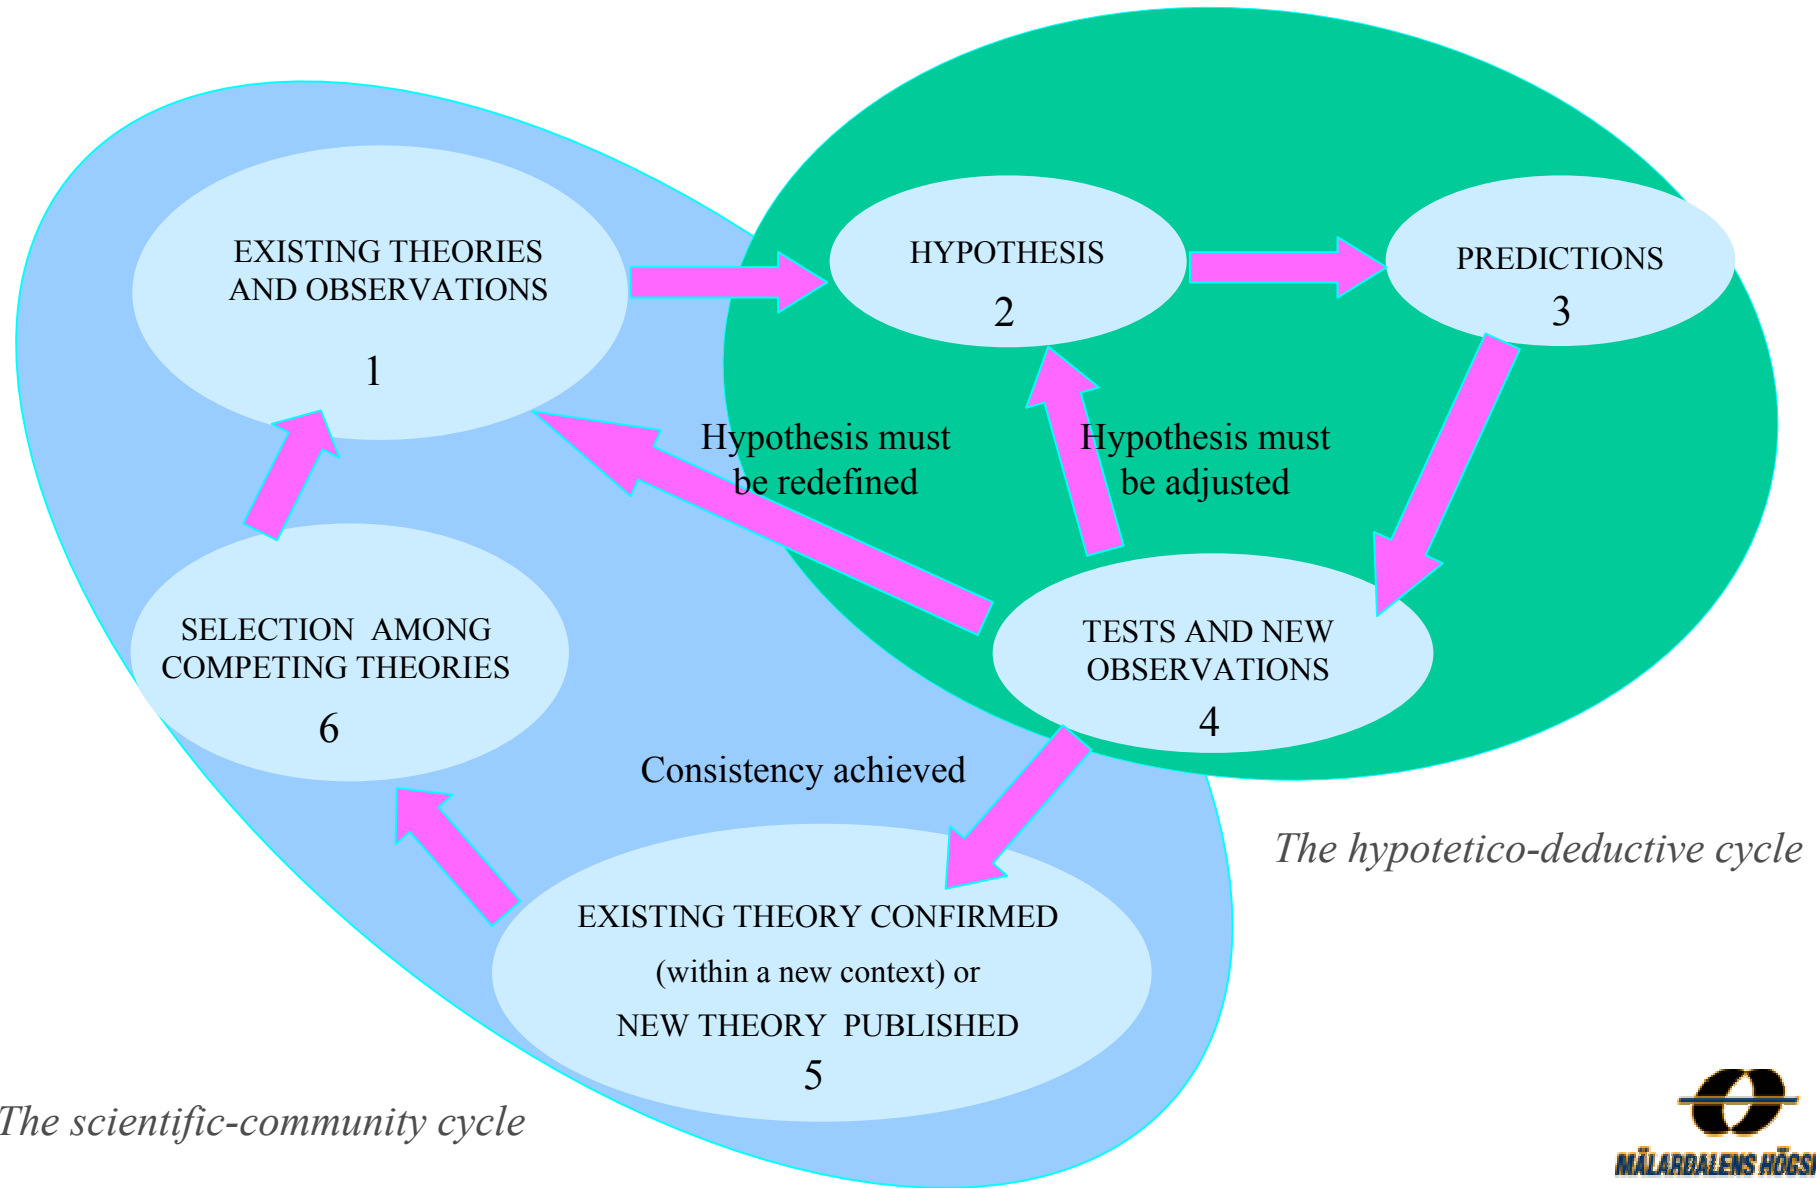 EXISTING THEORIES
AND OBSERVATIONS
1
HYPOTHESIS
2
PREDICTIONS
3
Hypothesis must
be redefined
Hypothesis must
be adjusted
TESTS AND NEW
OBSERVATIONS
4
SELECTION AMONG
COMPETING THEORIES
6
Consistency achieved
EXISTING THEORY CONFIRMED
(within a new context) or
NEW THEORY PUBLISHED
5
The hypotetico-deductive cycle
The scientific-community cycle
MÄLARDALENS